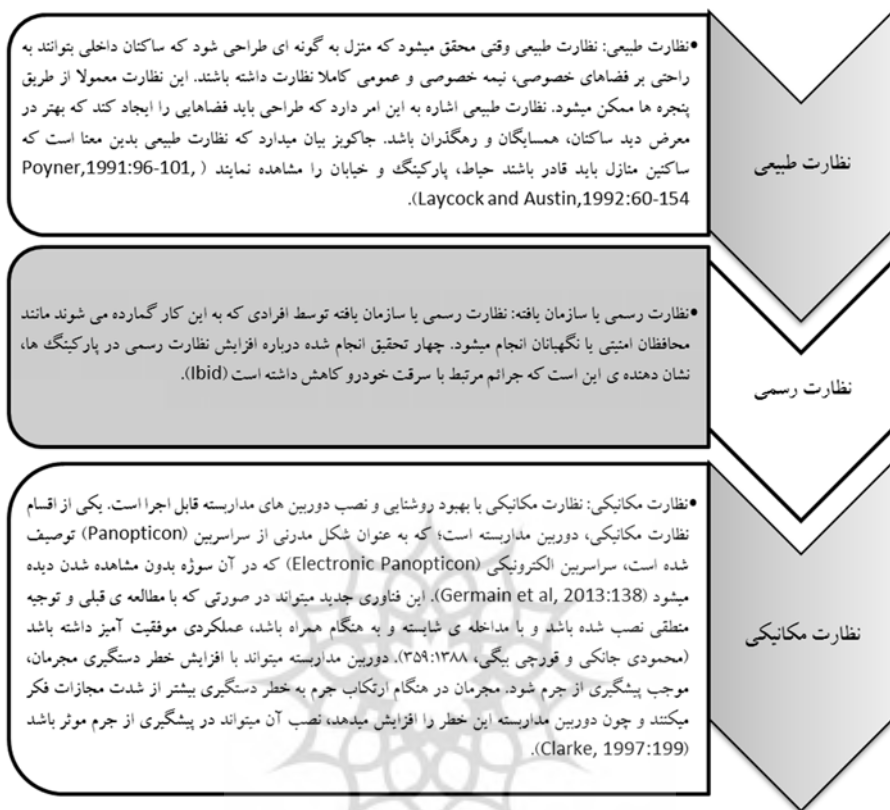 •نظارت طبیعی: نظارت طبیعی وقتی محقق میشود که منزل به گونه ای طراحی شود که ساکنان داخلی بتوانند به
راحتی بر فضاهای خصوصی، نیمه خصوصی و عمومی کاملا نظارت داشته باشند. این نظارت معمولا از طریق
پنجره ها ممکن میشود. نظارت طبیعی اشاره به این امر دارد که طراحی باید فضاهایی را ایجاد کند که بهتر در
معرض دید ساکنان، همسایگان و رهگذران باشد. جاکوبز بیان میدارد که نظارت طبیعی بدین معنا است که
ساکنین منازل باید قادر باشند حیاط، پارکینگ و خیابان را مشاهده نمایند ( Poyner,1991:96-101,
Laycock and Austin,1992:60-154).
نظارت طبیعی
•نظارت رسمی یا سازمان یافته: نظارت رسمی یا سازمان یافته توسط افرادی که به این کار گمارده می شوند مانند
محافظان امنیتی یا نگهبانان انجام میشود. چهار تحقیق انجام شده درباره افزایش نظارت رسمی در پارکینگ ها،
نشان دهنده ی این است که جرائم مرتبط با سرقت خودرو کاهش داشته است (Ibid).
نظارت رسمی
•نظارت مکانیکی: نظارت مکانیکی با بهبود روشنایی و نصب دوربین های مداربسته قابل اجرا است. یکی از اقسام
نظارت مکانیکی، دوربین مداربسته است؛ که به عنوان شکل مدرنی از سراسربین (Panopticon) توصیف
شده است، سراسربین الکترونیکی (Electronic Panopticon) که در آن سوژه بدون مشاهده شدن دیده
میشود (Germain et al, 2013:138). این فناوری جدید میتواند در صورتی که با مطالعه ی قبلی و توجیه
منطقی نصب شده باشد و با مداخله ی شایسته و به هنگام همراه باشد، عملکردی موفقیت آمیز داشته باشد
(محمودی جانکی و قورچی بیگی، ۳۵۹:۱۳۸۸). دوربین مداربسته میتواند با افزایش خطر دستگیری مجرمان،
موجب پیشگیری از جرم شود. مجرمان در هنگام ارتکاب جرم به خطر دستگیری بیشتر از شدت مجازات فکر
میکنند و چون دوربین مداربسته این خطر را افزایش میدهد، نصب آن میتواند در پیشگیری از جرم موثر باشد
(Clarke, 1997:199).
نظارت مکانیکی